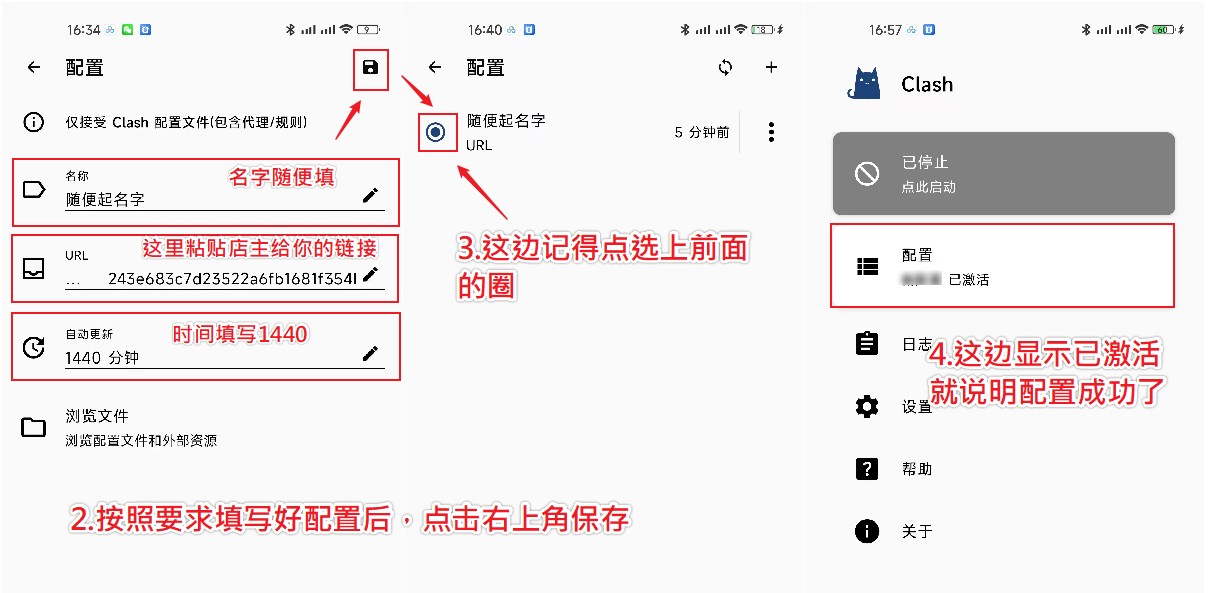 16:34
9
配置
仅接受 Clash 配置文件(包含代理/规则)
名称
随便起名字
名字随便填
URL
... 243e683c7d23522a6fb1681f354l
这里粘贴店主给你的链接
自动更新
1440 分钟
时间填写1440
浏览文件
浏览配置文件和外部资源
2.按照要求填写好配置后，点击右上角保存
16:40
18
配置
随便起名字
URL
5 分钟前
3.这边记得点选上前面
的圈
16:57
60
Clash
已停止
点此启动
配置
已激活
日志
设置
帮助
关于
4.这边显示已激活
就说明配置成功了